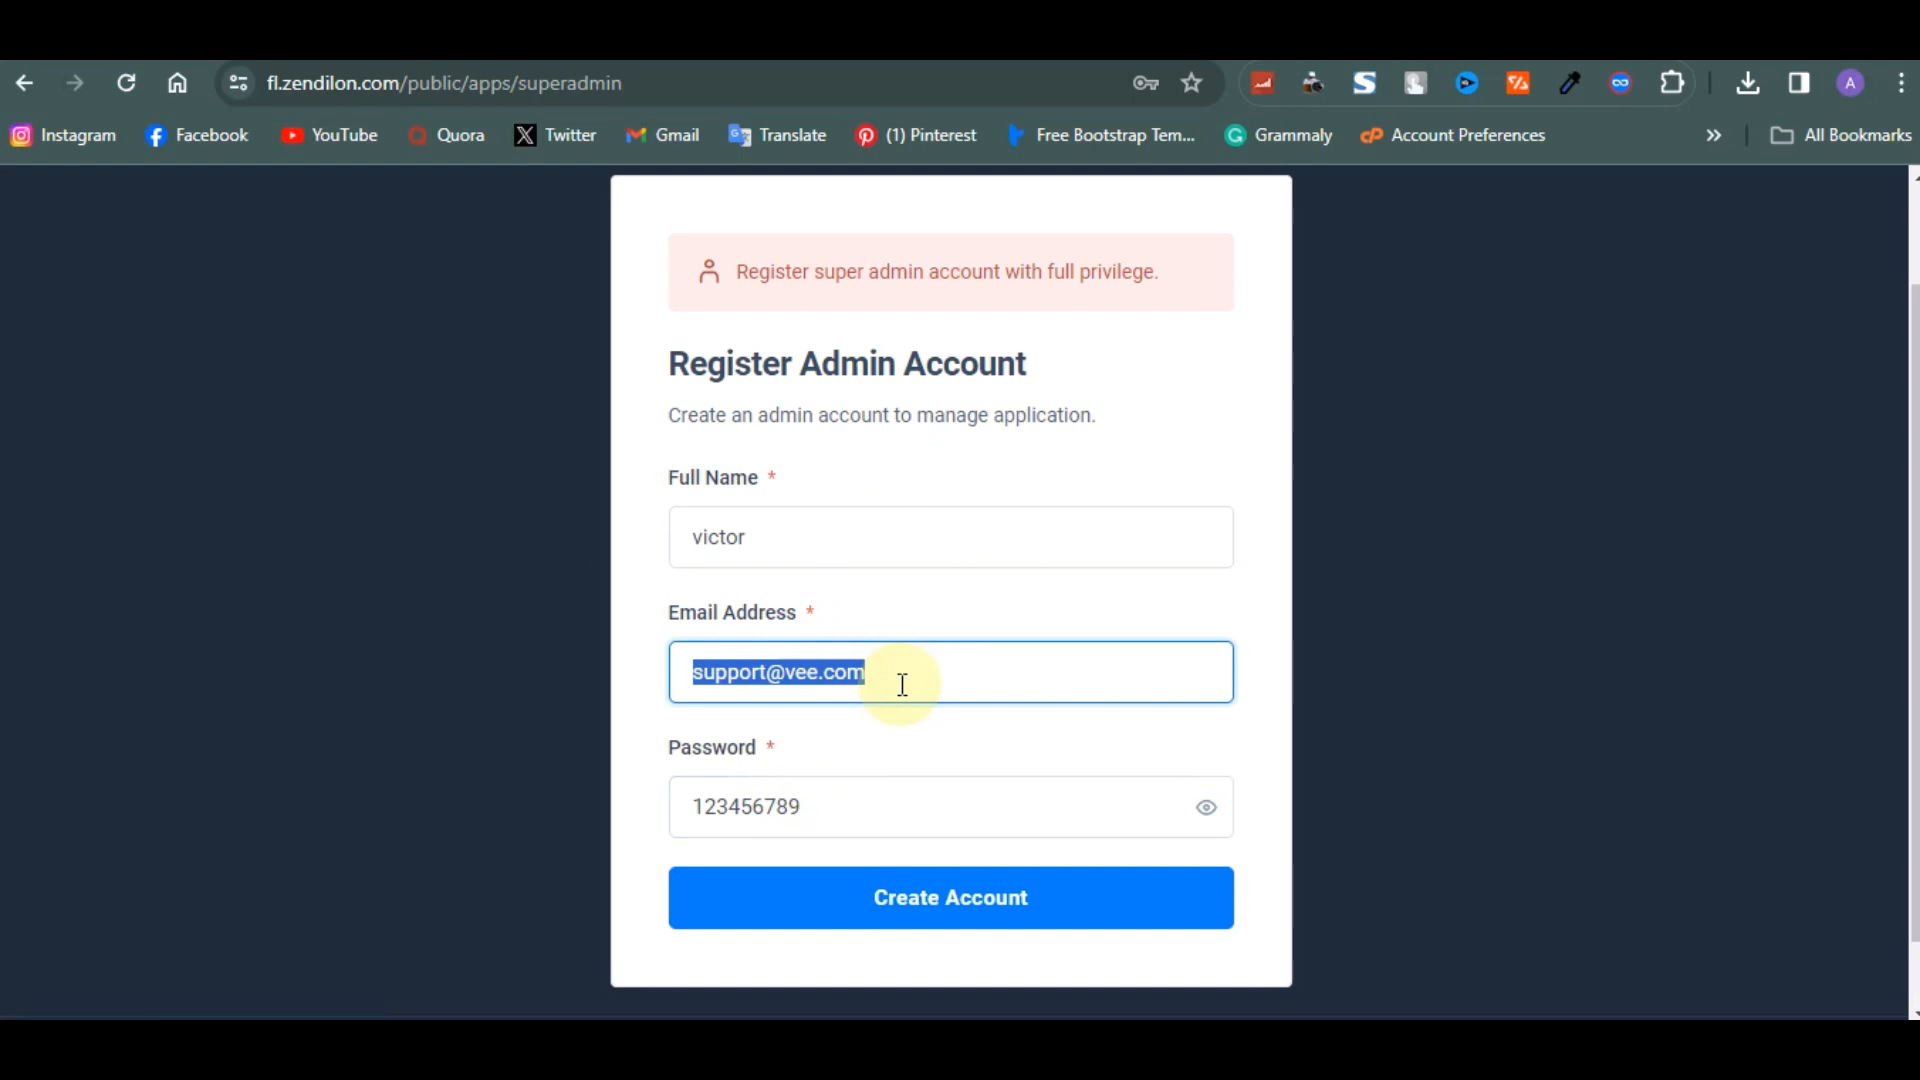 fl.zendilon.com/public/apps/superadmin
A
Instagram Facebook YouTube Quora Twitter Gmail Translate (1) Pinterest Free Bootstrap Tem... Grammaly Account Preferences » All Bookmarks
Register super admin account with full privilege.
Register Admin Account
Create an admin account to manage application.
Full Name *
victor
Email Address *
support@vee.com
Password *
123456789
Create Account